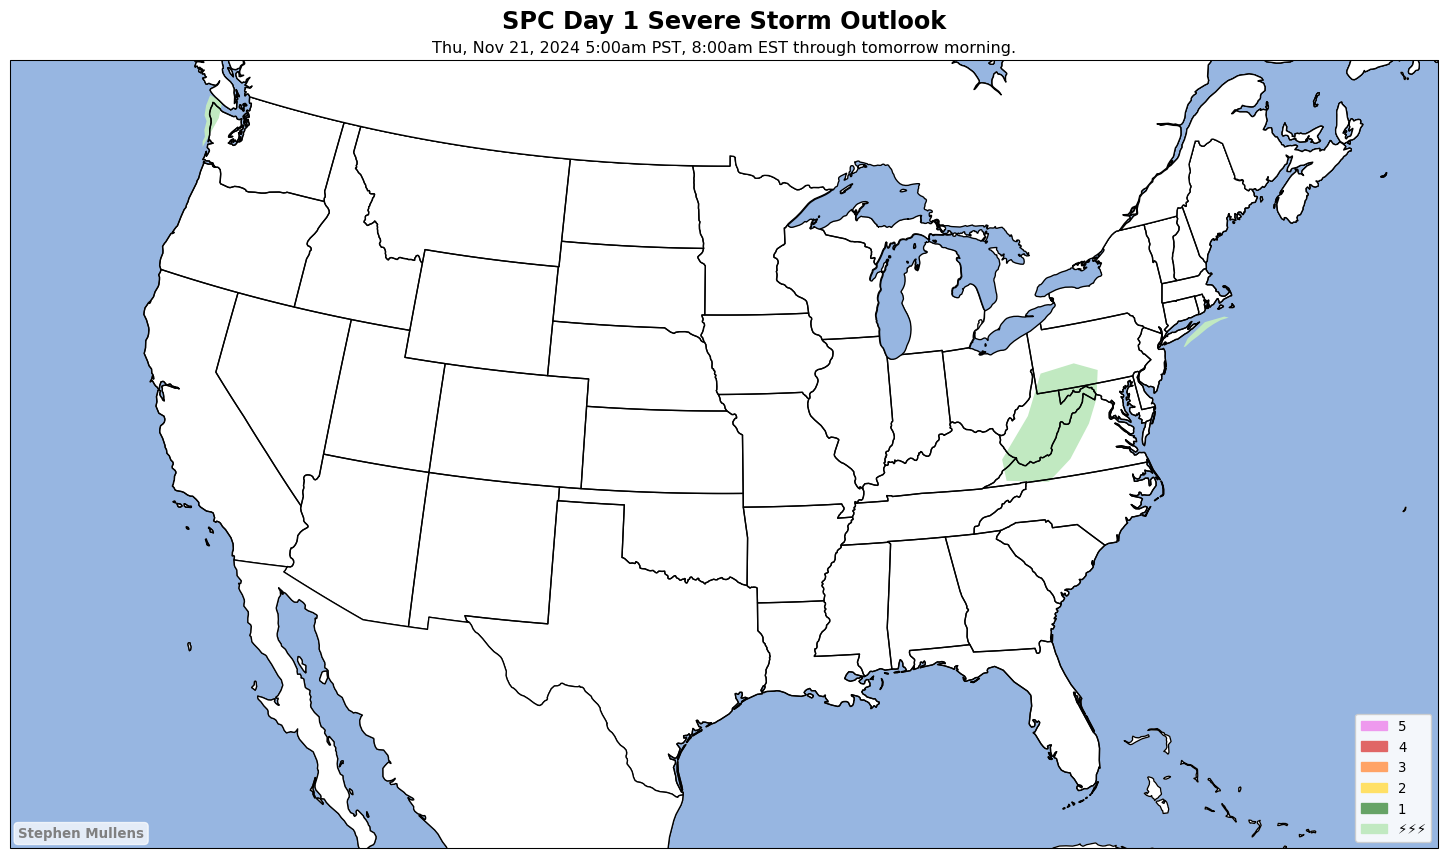 SPC Day 1 Severe Storm Outlook
Thu, Nov 21, 2024 5:00am PST, 8:00am EST through tomorrow morning.
5
4
3
2
1
⚡⚡⚡
Stephen Mullens